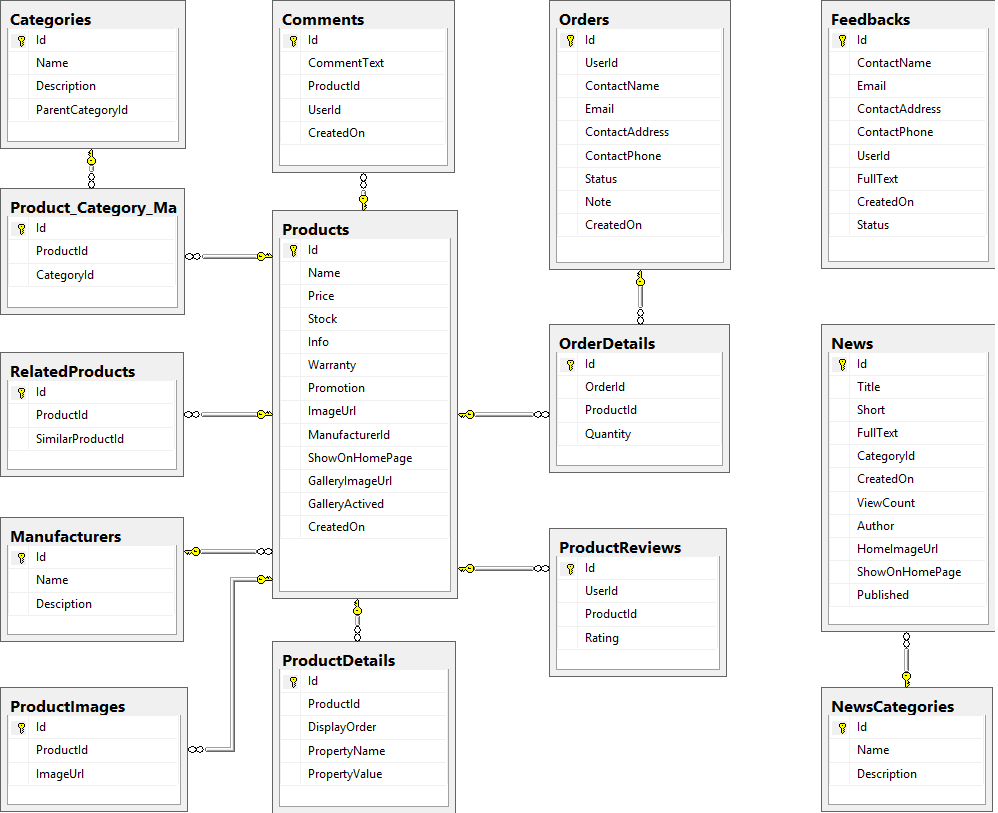 Categories
Id
Name
Description
ParentCategoryId
Comments
Id
CommentText
ProductId
UserId
CreatedOn
Orders
Id
UserId
ContactName
Email
ContactAddress
ContactPhone
Status
Note
CreatedOn
Feedbacks
Id
ContactName
Email
ContactAddress
ContactPhone
UserId
FullText
CreatedOn
Status
Product_Category_Ma
Id
ProductId
CategoryId
Products
Id
Name
Price
Stock
Info
Warranty
Promotion
ImageUrl
ManufacturerId
ShowOnHomePage
GalleryImageUrl
GalleryActived
CreatedOn
OrderDetails
Id
OrderId
ProductId
Quantity
News
Id
Title
Short
FullText
CategoryId
CreatedOn
ViewCount
Author
HomeImageUrl
ShowOnHomePage
Published
RelatedProducts
Id
ProductId
SimilarProductId
Manufacturers
Id
Name
Desciption
ProductReviews
Id
UserId
ProductId
Rating
ProductImages
Id
ProductId
ImageUrl
ProductDetails
Id
ProductId
DisplayOrder
PropertyName
PropertyValue
NewsCategories
Id
Name
Description